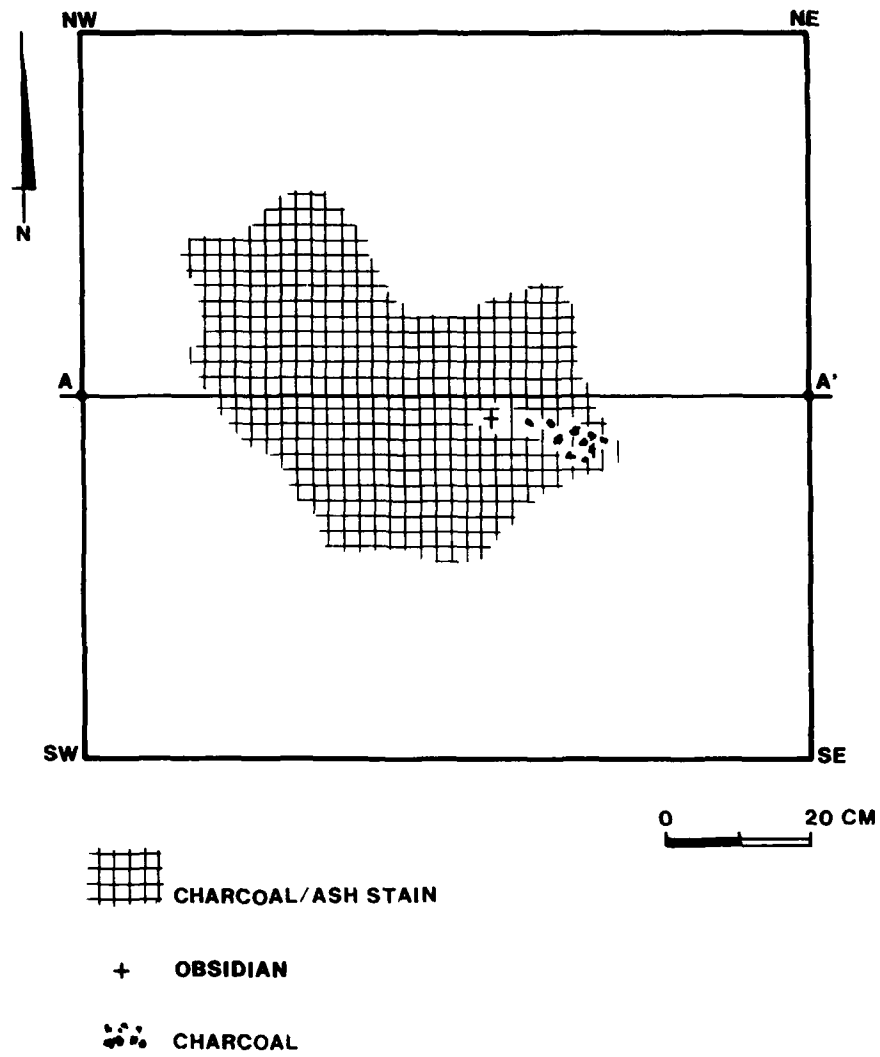 NW NE
N
A A'
SW SE
0 20 CM
CHARCOAL/ASH STAIN
+ OBSIDIAN
CHARCOAL